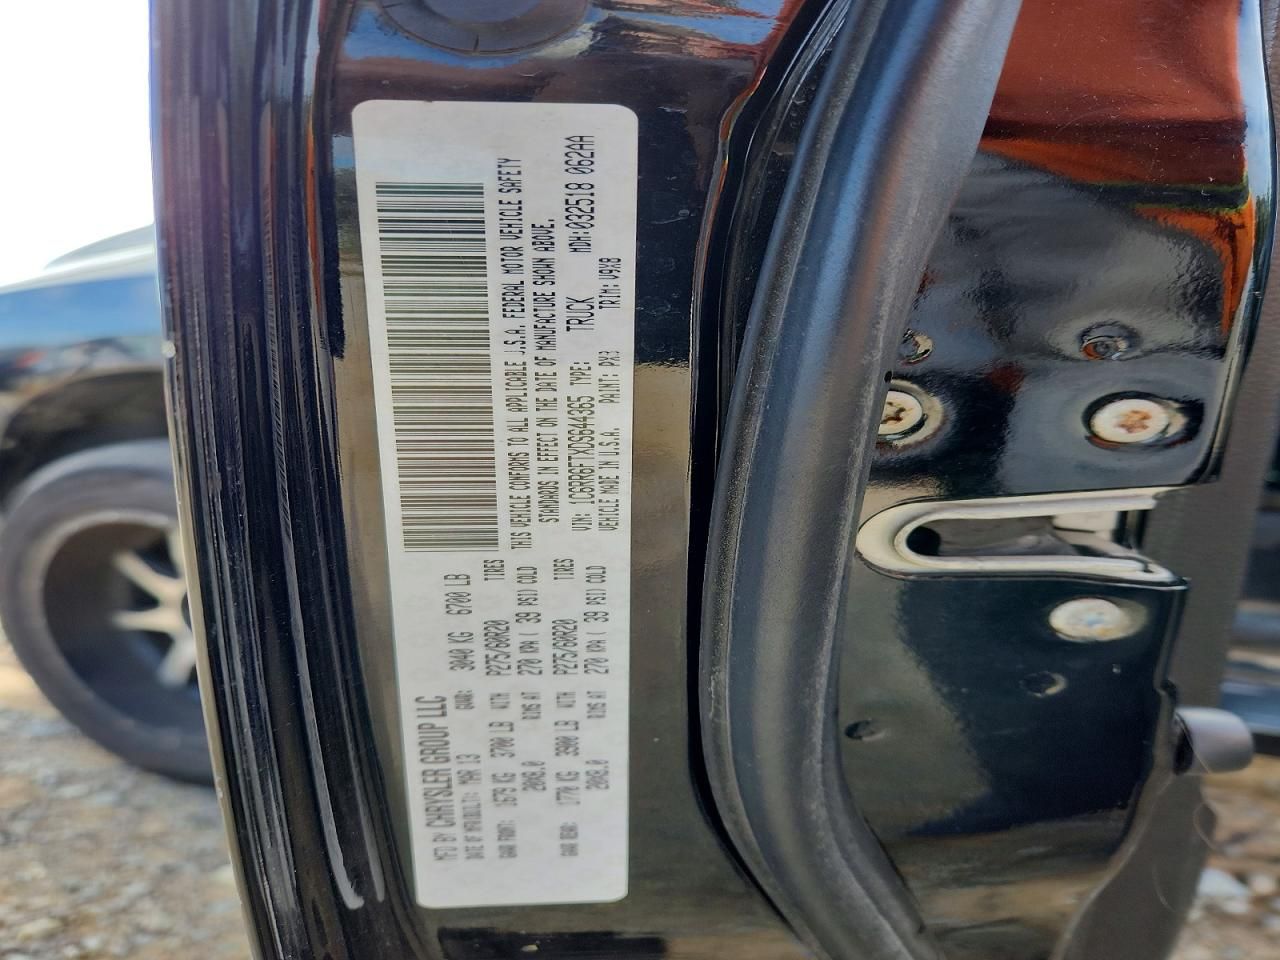 MFD BY CHRYSLER GROUP LLC
DATE OF MFR: MAR 13 GVWR: 3040 KG 6700 LB
GAWR FRONT: 1679 KG 3700 LB WITH P275/60R20 TIRES
20X8.0 RIMS AT 270 KPA ( 39 PSI) COLD
GAWR REAR: 1770 KG 3900 LB WITH P275/60R20 TIRES
20X8.0 RIMS AT 270 KPA ( 39 PSI) COLD
THIS VEHICLE CONFORMS TO ALL APPLICABLE U.S.A. FEDERAL MOTOR VEHICLE SAFETY
STANDARDS IN EFFECT ON THE DATE OF MANUFACTURE SHOWN ABOVE.
VIN: 1C6RR6FTXDS644365 TYPE: TRUCK MDH:032518 062AA
VEHICLE MADE IN U.S.A. PAINT: PX3 TRIM: V9X8